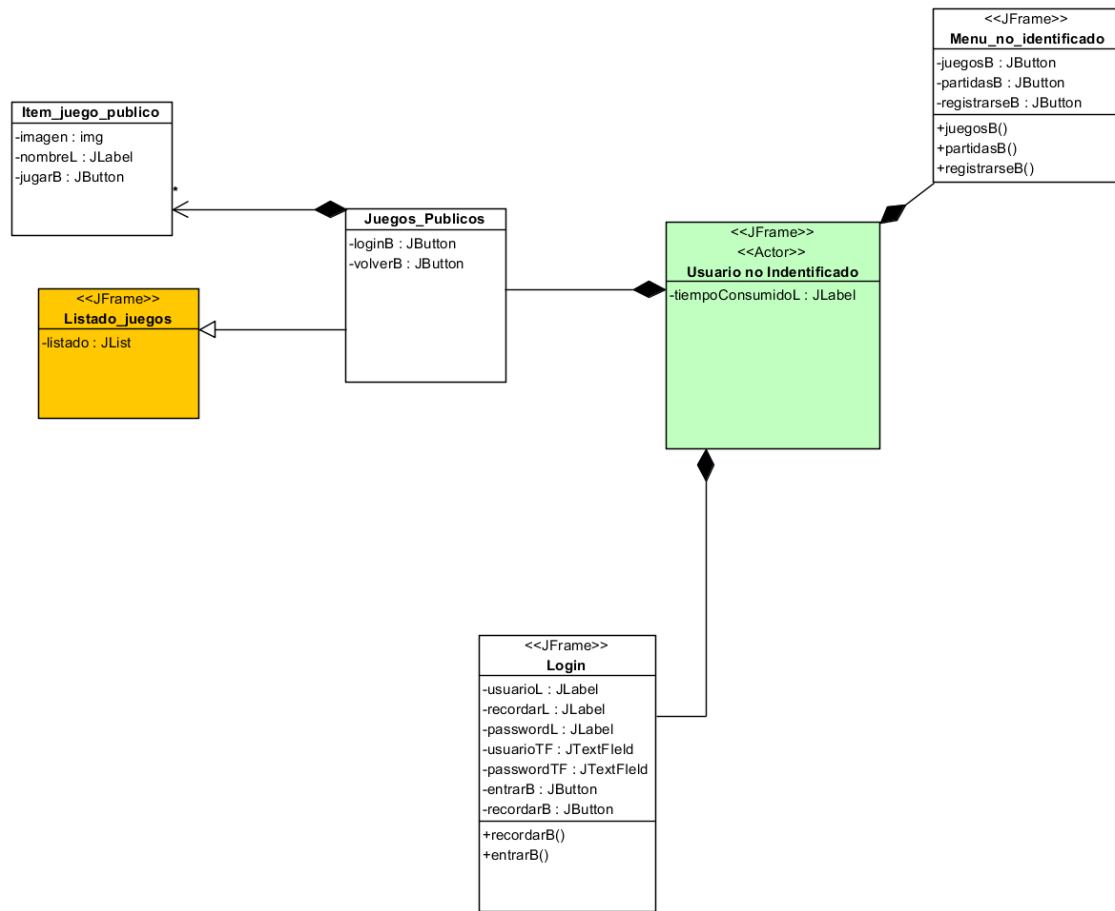 <<JFrame>>
Menu_no_identificado
-juegosB : JButton
-partidasB : JButton
-registrarseB : JButton
+juegosB()
+partidasB()
+registrarseB()
Item_juego_publico
-imagen : img
-nombreL : JLabel
-jugarB : JButton
*
Juegos_Publicos
-loginB : JButton
-volverB : JButton
<<JFrame>>
<<Actor>>
Usuario no Indentificado
-tiempoConsumidoL : JLabel
<<JFrame>>
Listado_juegos
-listado : JList
<<JFrame>>
Login
-usuarioL : JLabel
-recordarL : JLabel
-passwordL : JLabel
-usuarioTF : JTextFIeld
-passwordTF : JTextFIeld
-entrarB : JButton
-recordarB : JButton
+recordarB()
+entrarB()